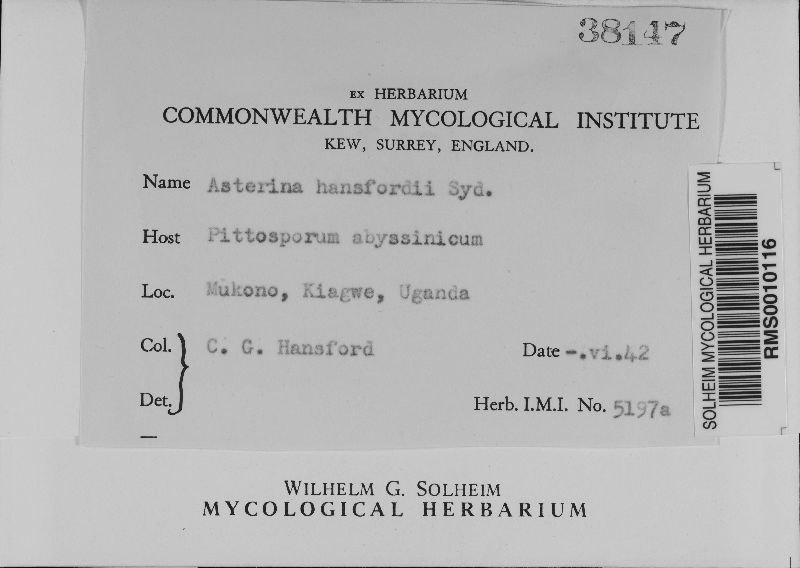 38147
EX HERBARIUM
COMMONWEALTH MYCOLOGICAL INSTITUTE
KEW, SURREY, ENGLAND.
Name Asterina hansfordii Syd.
Host Pittosporum abyssinicum
Loc. Mukono, Kiagwe, Uganda
Col. C. G. Hansford Date -.vi.42
Det. Herb. I.M.I. No. 5197a
SOLHEIM MYCOLOGICAL HERBARIUM
RMS0010116
WILHELM G. SOLHEIM
MYCOLOGICAL HERBARIUM